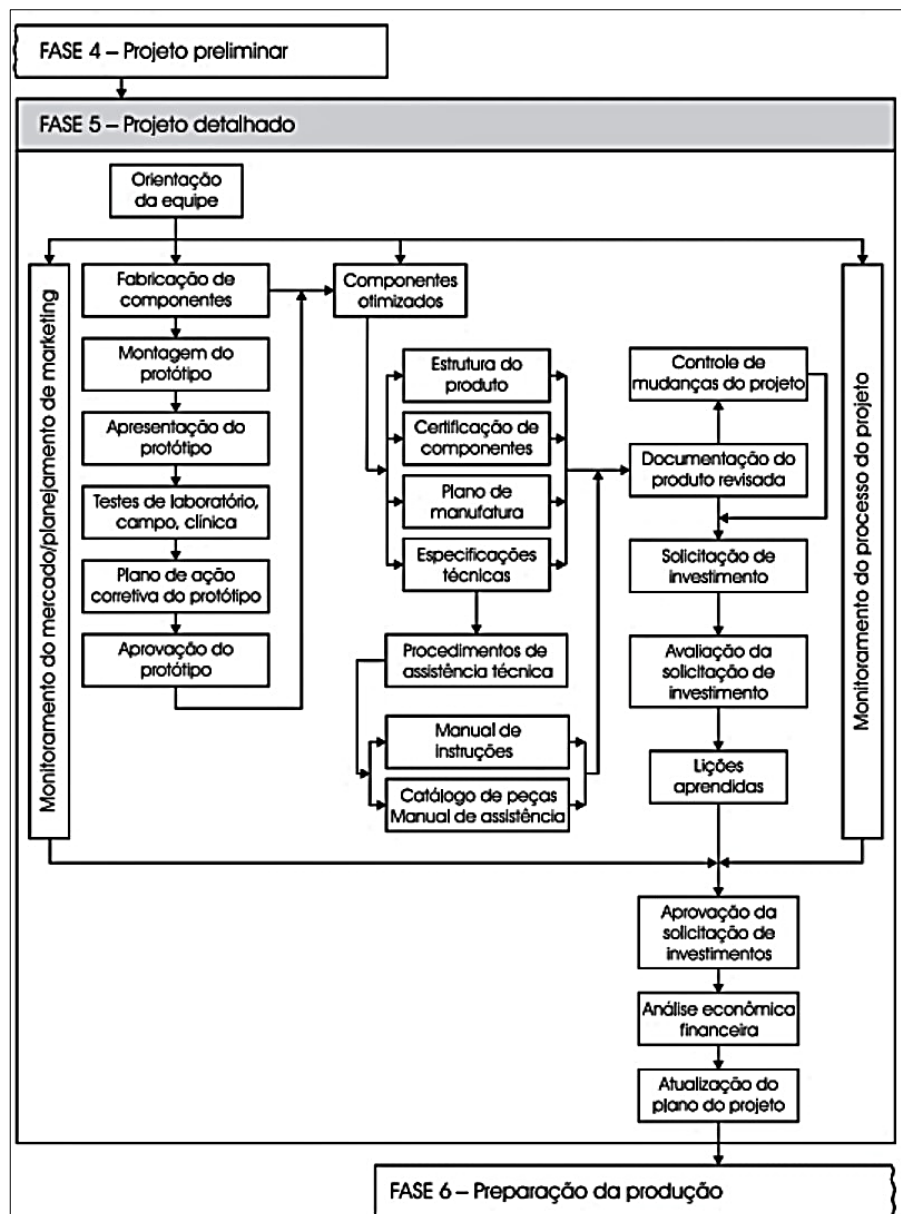 FASE 4 – Projeto preliminar
FASE 5 – Projeto detalhado
Orientação
da equipe
Monitoramento do mercado/planejamento de marketing
Fabricação de
componentes
Montagem do
protótipo
Apresentação do
protótipo
Testes de laboratório,
campo, clínica
Plano de ação
corretiva do protótipo
Aprovação do
protótipo
Componentes
otimizados
Estrutura do
produto
Certificação de
componentes
Plano de
manufatura
Especificações
técnicas
Procedimentos de
assistência técnica
Manual de
instruções
Catálogo de peças
Manual de assistência
Controle de
mudanças do projeto
Documentação do
produto revisada
Solicitação de
investimento
Avaliação da
solicitação de
investimento
Lições
aprendidas
Monitoramento do processo do projeto
Aprovação da
solicitação de
investimentos
Análise econômica
financeira
Atualização do
plano do projeto
FASE 6 – Preparação da produção